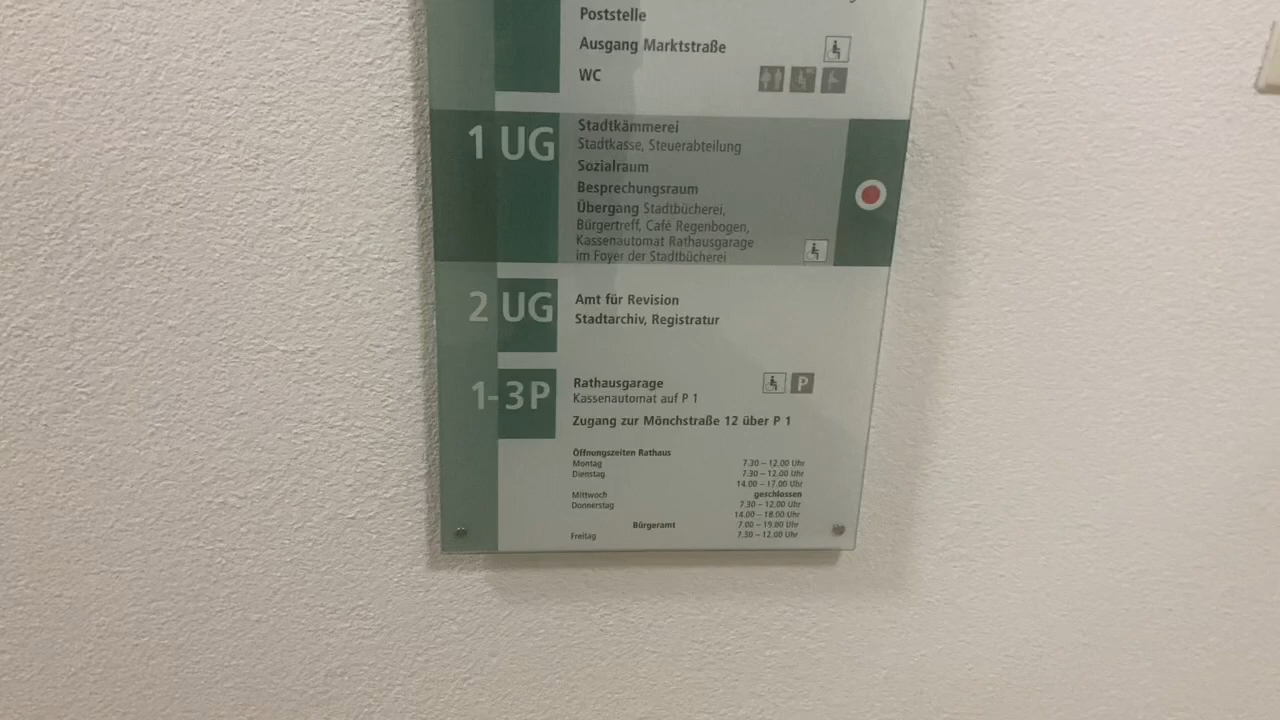 Poststelle
Ausgang Marktstraße
WC
1 UG
Stadtkämmerei
Stadtkasse, Steuerabteilung
Sozialraum
Besprechungsraum
Übergang Stadtbücherei,
Bürgertreff, Café Regenbogen,
Kassenautomat Rathausgarage
im Foyer der Stadtbücherei
2 UG
Amt für Revision
Stadtarchiv, Registratur
1-3P
Rathausgarage
P
Kassenautomat auf P 1
Zugang zur Mönchstraße 12 über P 1
Öffnungszeiten Rathaus
Montag 7.30 – 12.00 Uhr
Dienstag 7.30 – 12.00 Uhr
14.00 – 17.00 Uhr
Mittwoch geschlossen
Donnerstag 7.30 – 12.00 Uhr
14.00 – 18.00 Uhr
Bürgeramt 7.00 – 19.00 Uhr
Freitag 7.30 – 12.00 Uhr